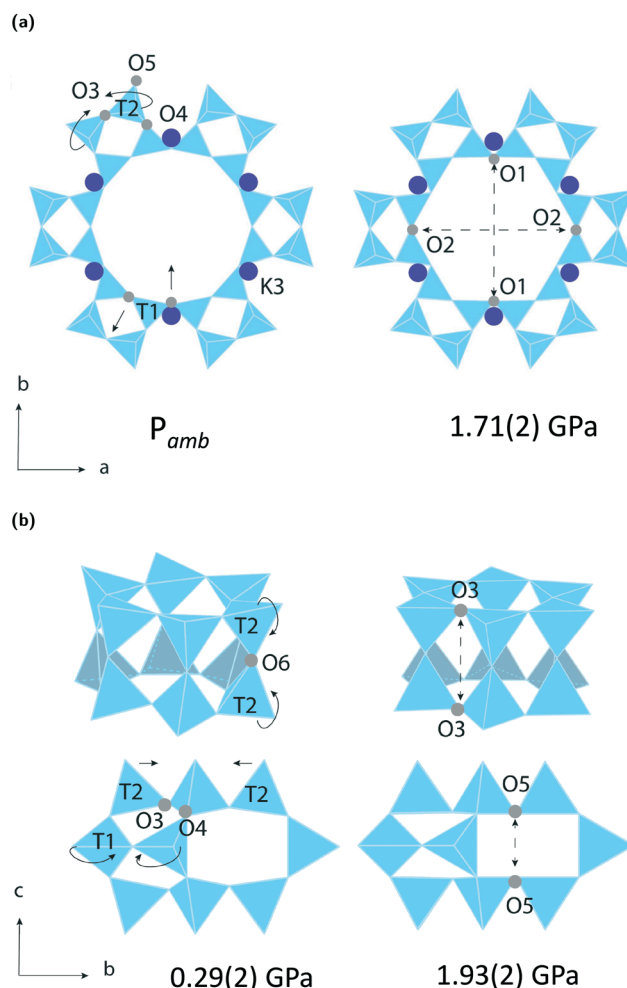 (a)
O5
O3
T2
O4
O1
O2
O2
K3
O1
T1
b
a
Pamb
1.71(2) GPa
(b)
O3
T2
O6
T2
O3
O5
T2
T2
O3
O4
T1
O5
c
b
0.29(2) GPa
1.93(2) GPa